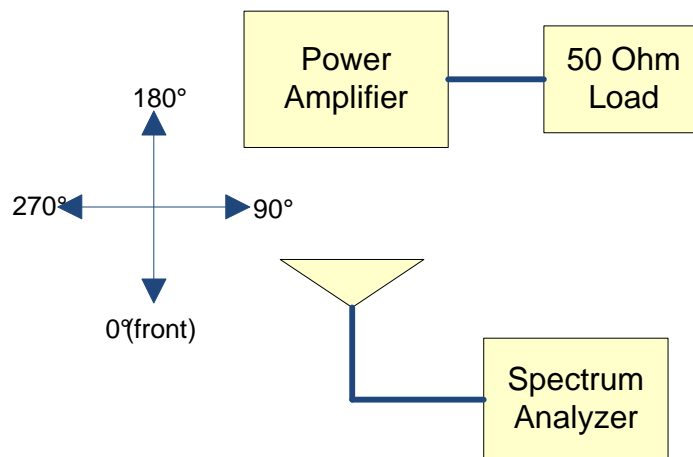 Power
Amplifier
50 Ohm
Load
180°
270°
90°
0°(front)
Spectrum
Analyzer